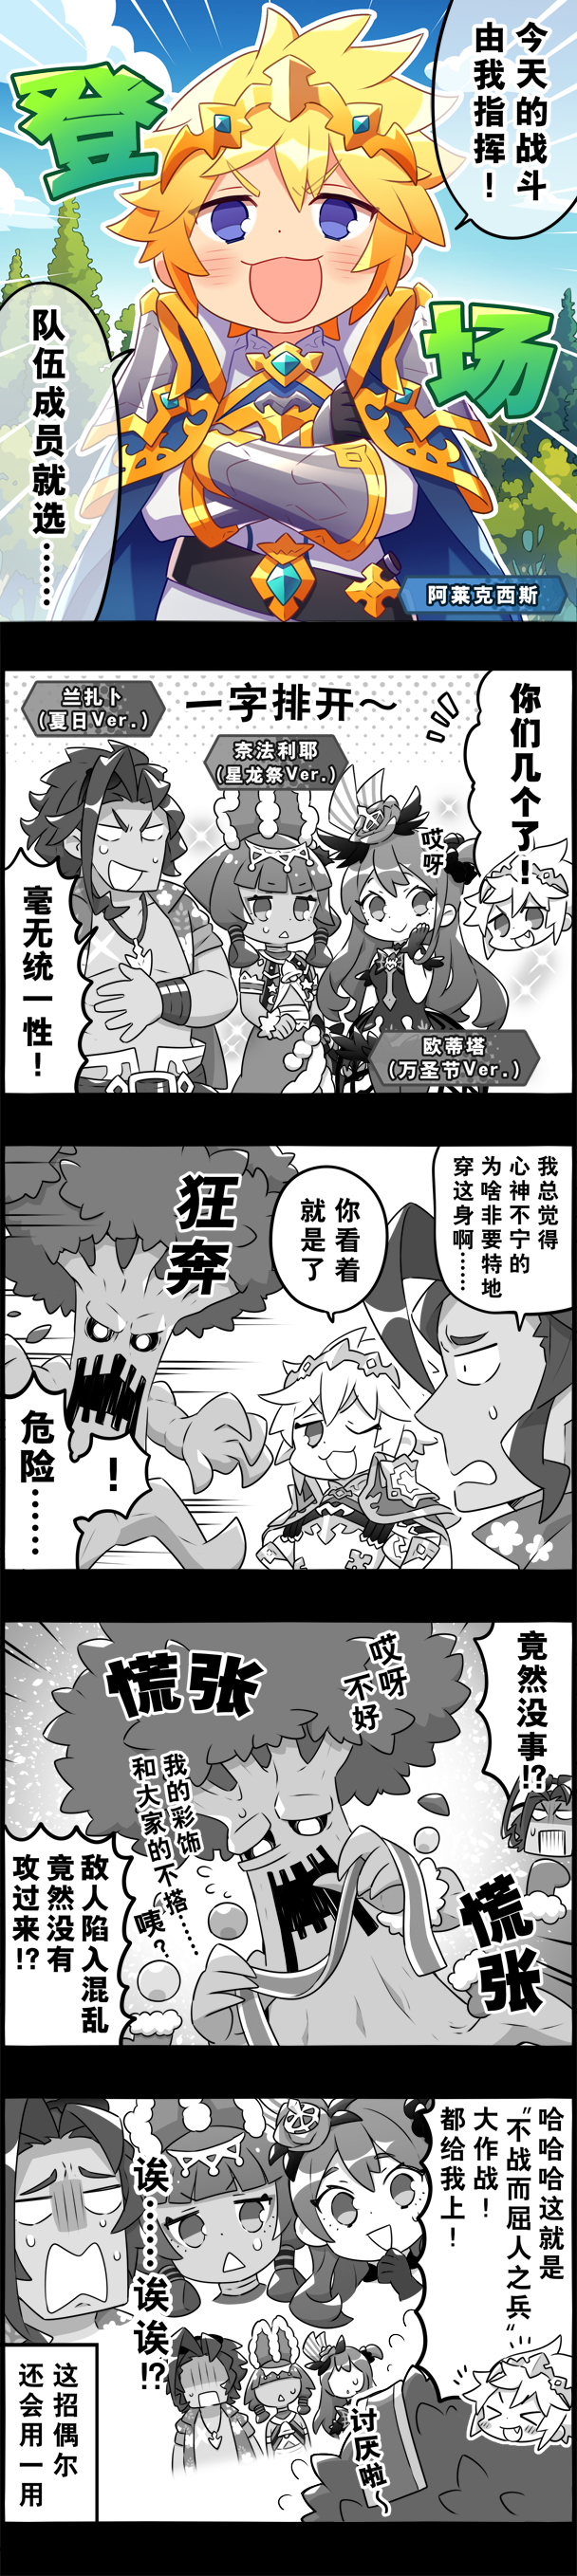 今天的战斗
由我指挥！
登
场
队伍成员就选……
阿莱克西斯
你们几个了！
一字排开～
兰扎卜
（夏日Ver.）
奈法利耶
（星龙祭Ver.）
哎呀
毫无统一性！
欧蒂塔
（万圣节Ver.）
我总觉得
心神不宁的
为啥非要特地
穿这身啊……
你看着
就是了
狂
奔
！
危险……
竟然没事!?
哎呀
不好
慌张
我的彩饰
和大家的不搭……
咦？
慌
张
敌人陷入混乱
竟然没有
攻过来!?
哈哈哈这就是
“不战而屈人之兵”
大作战！
都给我上！
诶……诶诶!?
讨厌啦～
这招偶尔
还会用一用